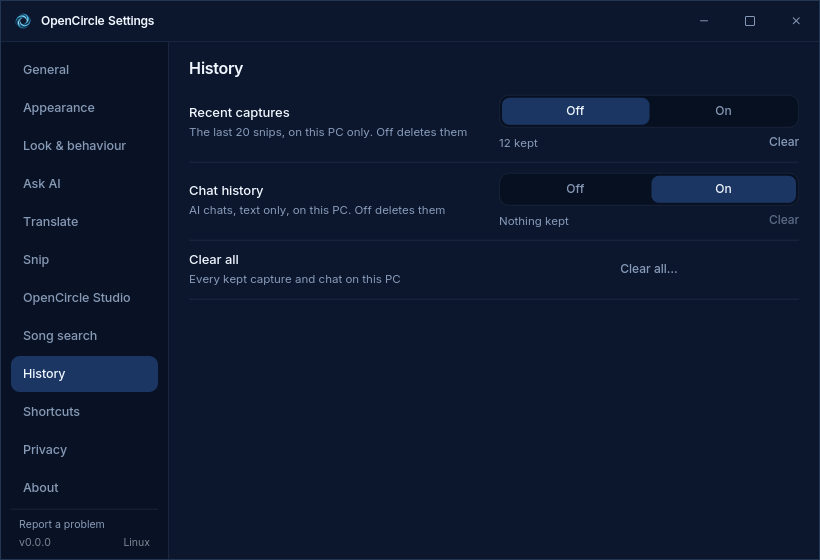 OpenCircle Settings
General
Appearance
Look & behaviour
Ask AI
Translate
Snip
OpenCircle Studio
Song search
History
Shortcuts
Privacy
About
Report a problem
v0.0.0 Linux
History
Recent captures
The last 20 snips, on this PC only. Off deletes them
Off On
12 kept Clear
Chat history
AI chats, text only, on this PC. Off deletes them
Off On
Nothing kept Clear
Clear all
Every kept capture and chat on this PC
Clear all...